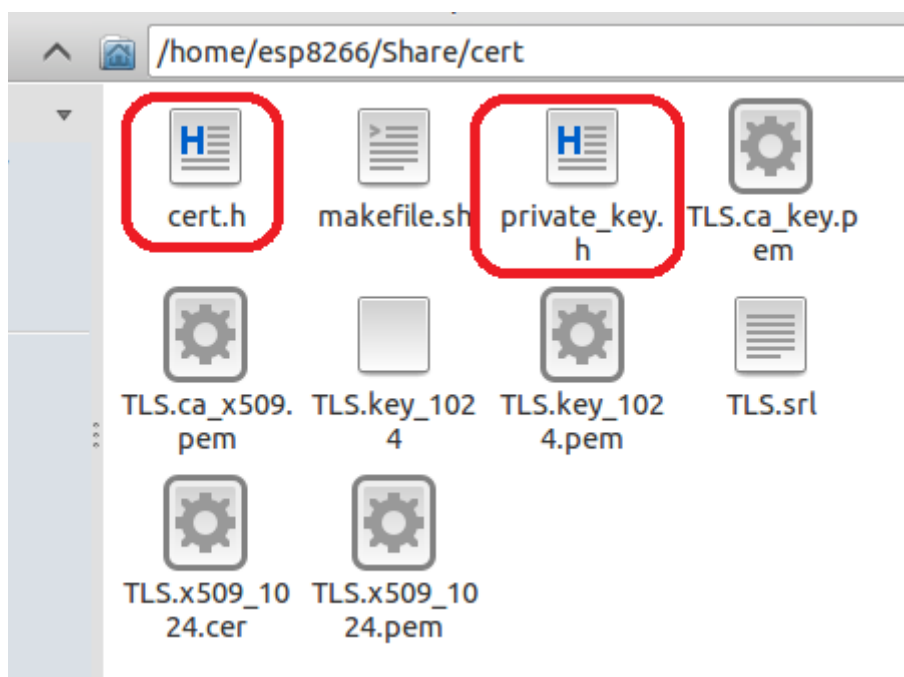 /home/esp8266/Share/cert
cert.h
makefile.sh
private_key.
h
TLS.ca_key.p
em
TLS.ca_x509.
pem
TLS.key_102
4
TLS.key_102
4.pem
TLS.srl
TLS.x509_10
24.cer
TLS.x509_10
24.pem